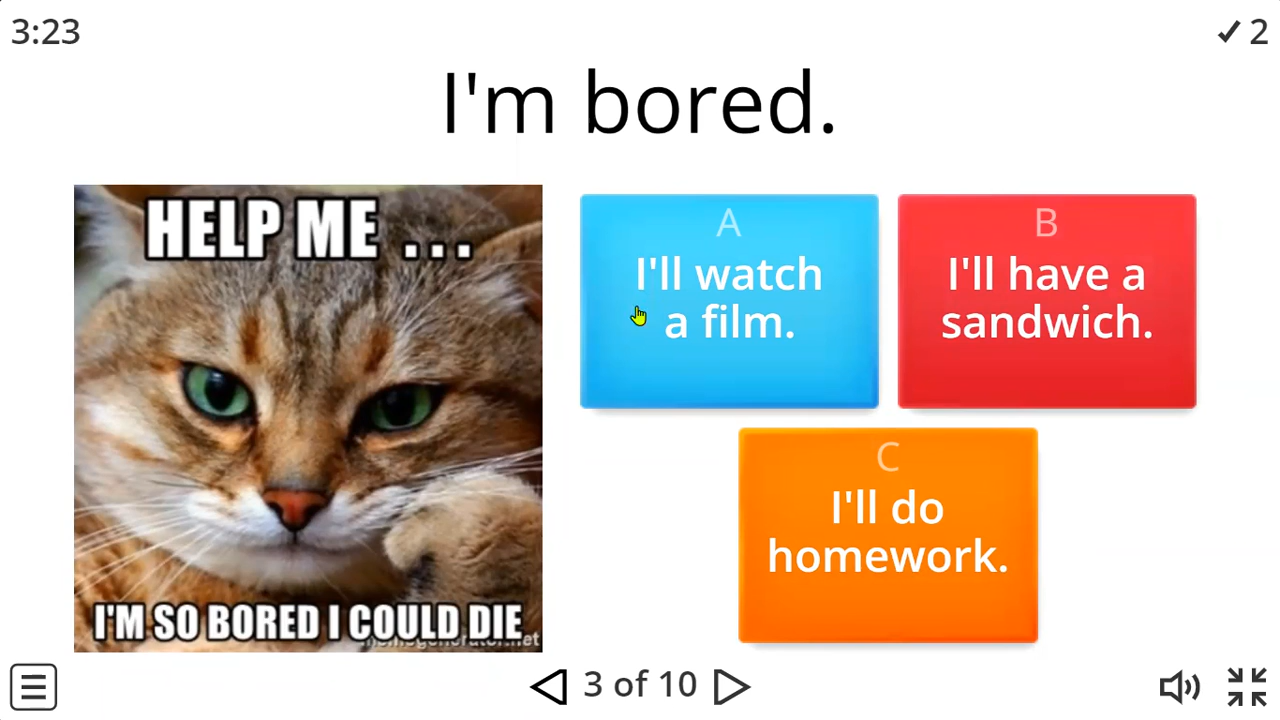 3:23
✓ 2
I'm bored.
HELP ME ...
I'M SO BORED I COULD DIE
A
I'll watch
a film.
B
I'll have a
sandwich.
C
I'll do
homework.
3 of 10